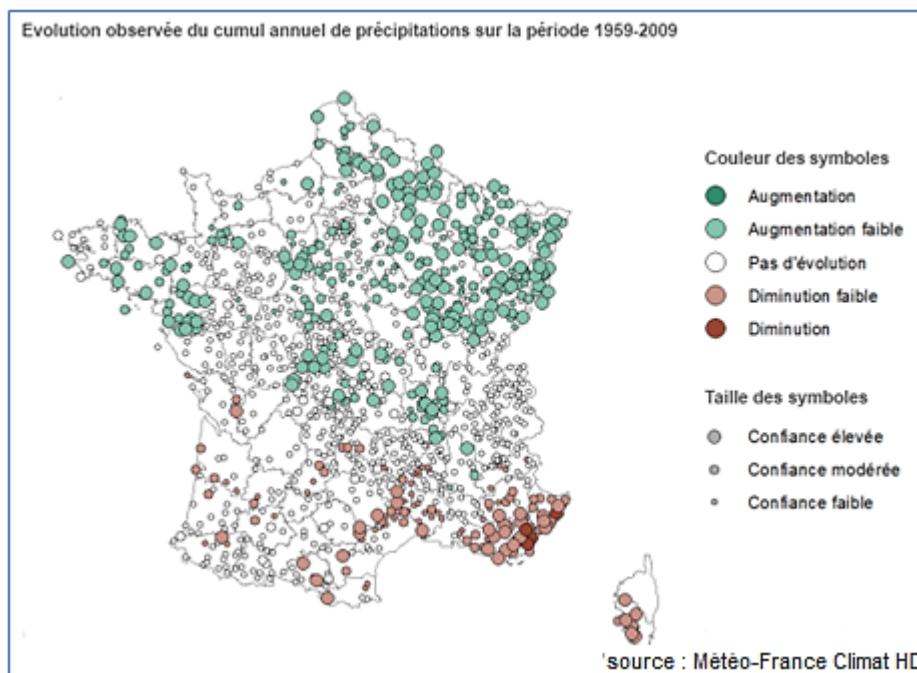 Evolution observée du cumul annuel de précipitations sur la période 1959-2009
Couleur des symboles
Augmentation
Augmentation faible
Pas d'évolution
Diminution faible
Diminution
Taille des symboles
Confiance élevée
Confiance modérée
Confiance faible
'source : Météo-France Climat HD